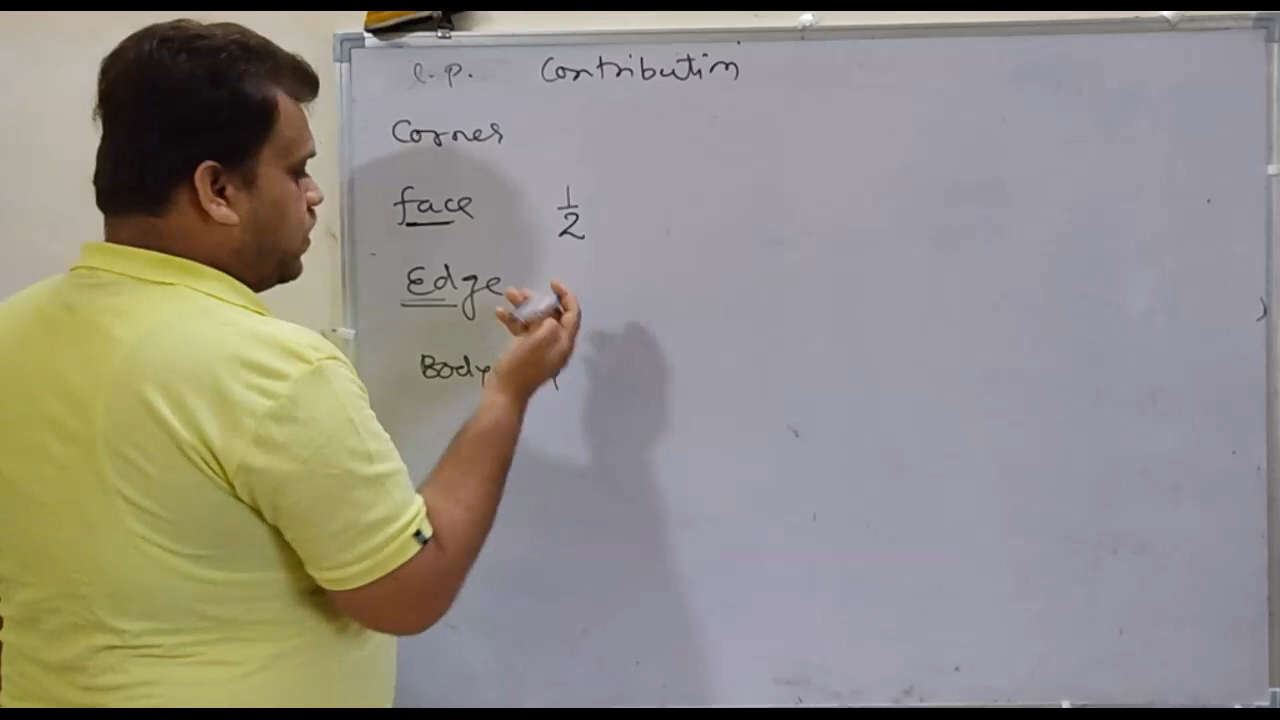 l.p. Contribution
Corner
face 1/2
Edge
Body